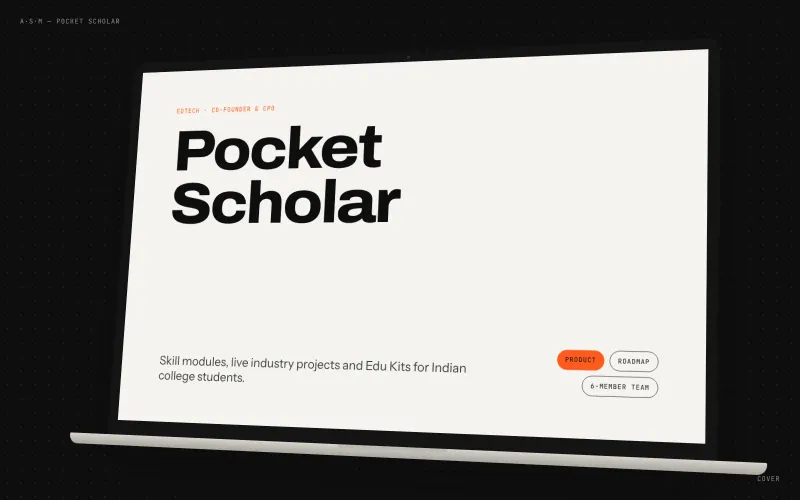 A·S·M — POCKET SCHOLAR
EDTECH · CO-FOUNDER & CPO
Pocket
Scholar
Skill modules, live industry projects and Edu Kits for Indian
college students.
PRODUCT
ROADMAP
6-MEMBER TEAM
COVER